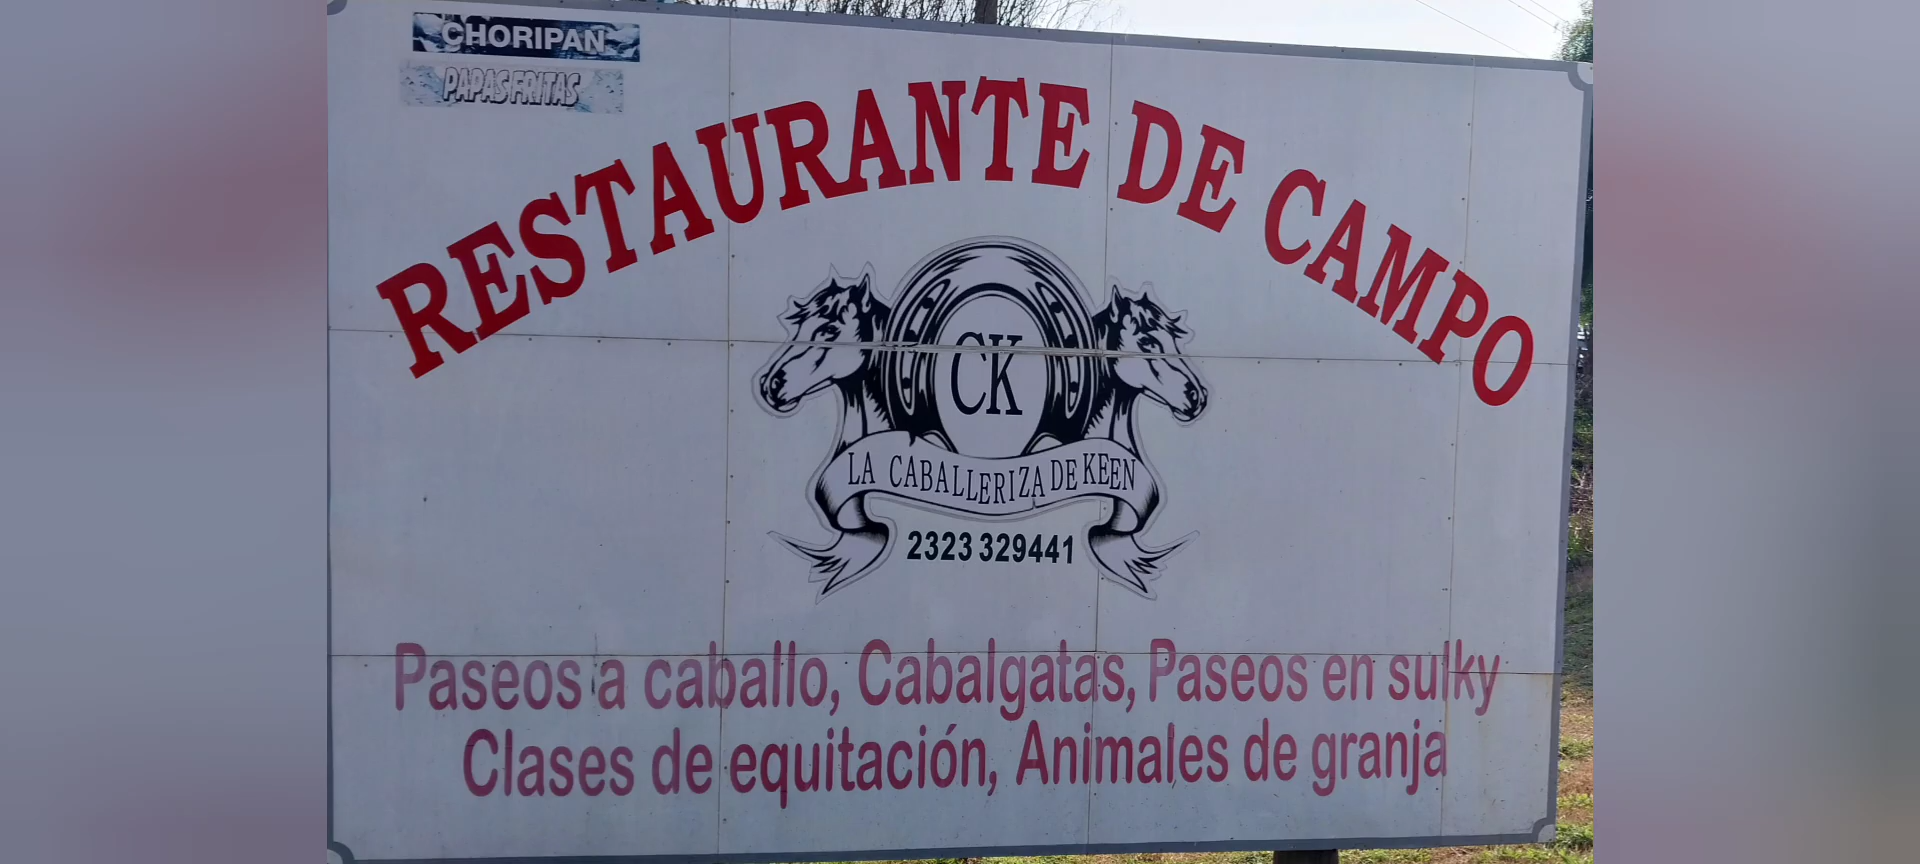 CHORIPAN
PAPAS FRITAS
RESTAURANTE DE CAMPO
CK
LA CABALLERIZA DE KEEN
2323 329441
Paseos a caballo, Cabalgatas, Paseos en sulky
Clases de equitación, Animales de granja